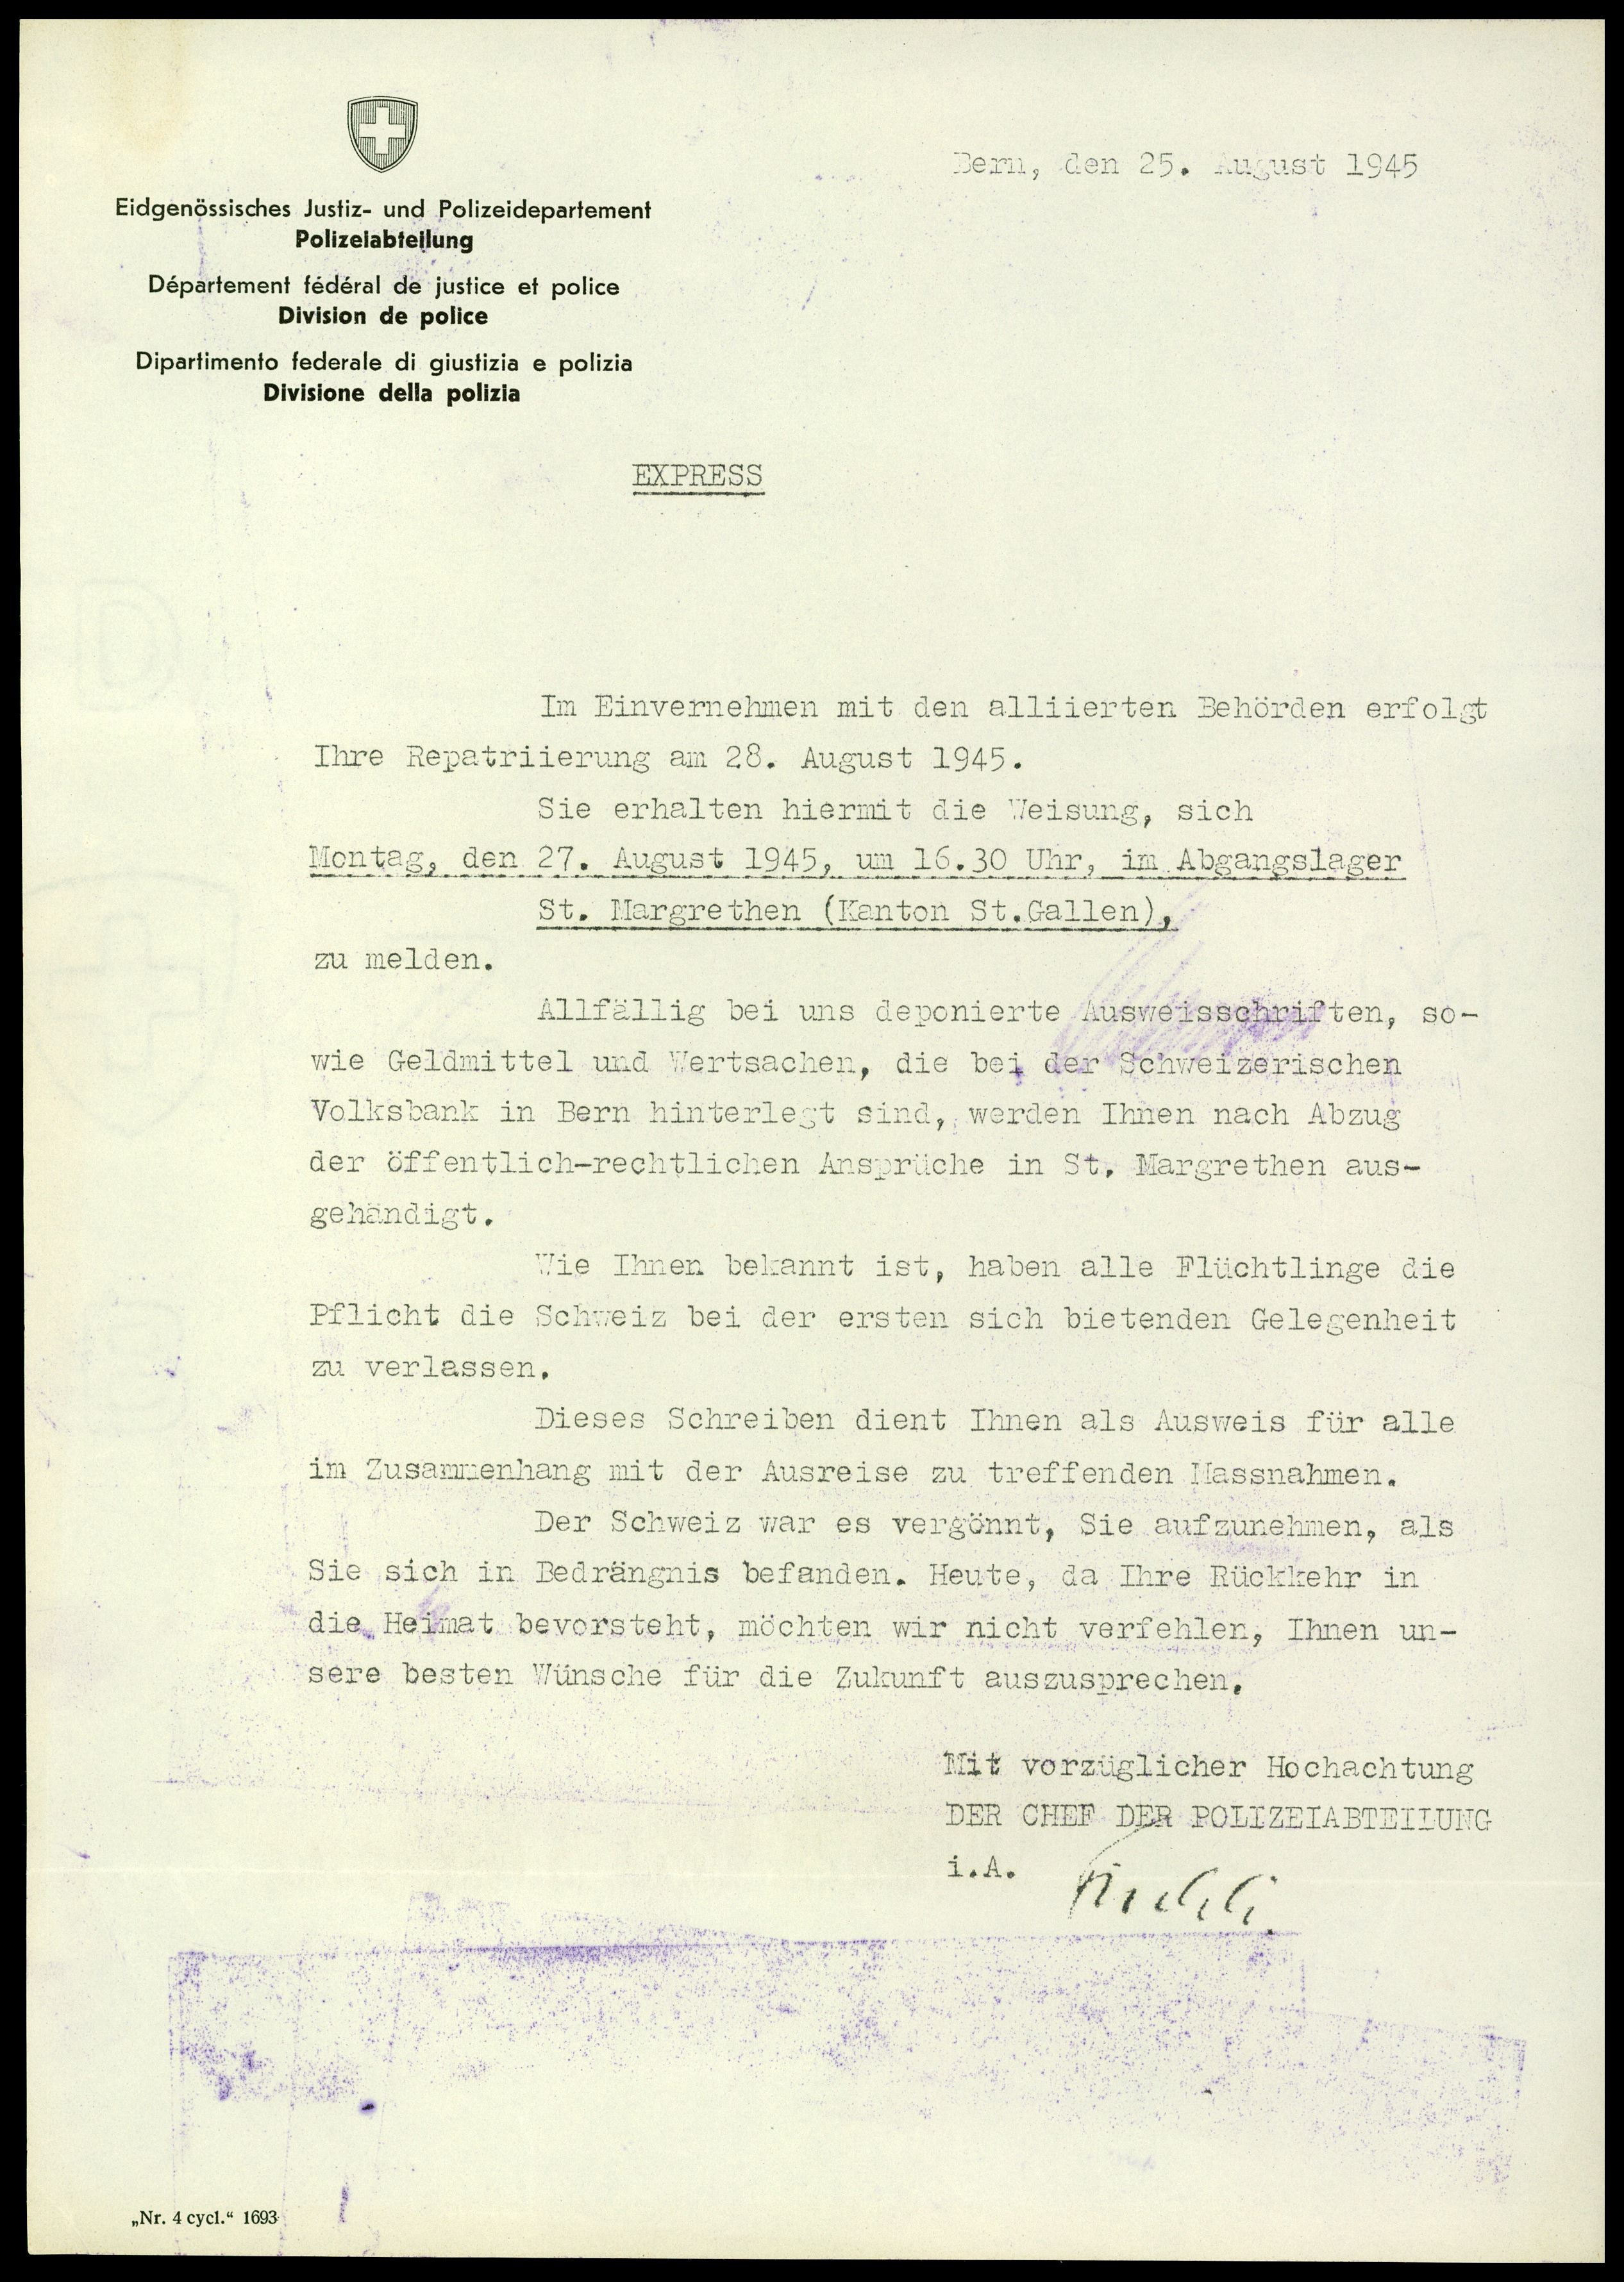 Bern, den 25. August 1945
Eidgenössisches Justiz- und Polizeidepartement
Polizeiabteilung
Département fédéral de justice et police
Division de police
Dipartimento federale di giustizia e polizia
Divisione della polizia
EXPRESS
Im Einvernehmen mit den alliierten Behörden erfolgt
Ihre Repatriierung am 28. August 1945.
Sie erhalten hiermit die Weisung, sich
Montag, den 27. August 1945, um 16.30 Uhr, im Abgangslager
St. Margrethen (Kanton St.Gallen),
zu melden.
Allfällig bei uns deponierte Ausweisschriften, so-
wie Geldmittel und Wertsachen, die bei der Schweizerischen
Volksbank in Bern hinterlegt sind, werden Ihnen nach Abzug
der öffentlich-rechtlichen Ansprüche in St. Margrethen aus-
gehändigt.
Wie Ihnen bekannt ist, haben alle Flüchtlinge die
Pflicht die Schweiz bei der ersten sich bietenden Gelegenheit
zu verlassen.
Dieses Schreiben dient Ihnen als Ausweis für alle
im Zusammenhang mit der Ausreise zu treffenden Massnahmen.
Der Schweiz war es vergönnt, Sie aufzunehmen, als
Sie sich in Bedrängnis befanden. Heute, da Ihre Rückkehr in
die Heimat bevorsteht, möchten wir nicht verfehlen, Ihnen un-
sere besten Wünsche für die Zukunft auszusprechen.
Mit vorzüglicher Hochachtung
DER CHEF DER POLIZEIABTEILUNG
i.A.
„Nr. 4 cycl.“ 1693